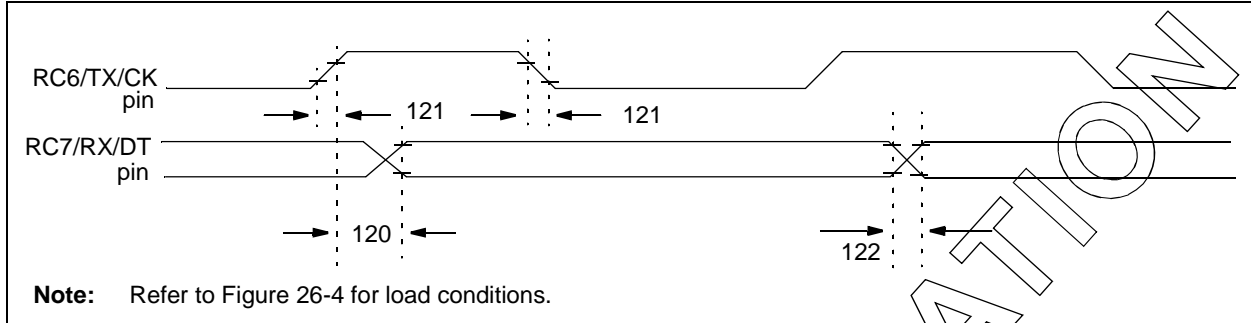 RC6/TX/CK
pin
121
121
RC7/RX/DT
pin
120
122
Note: Refer to Figure 26-4 for load conditions.
ATION